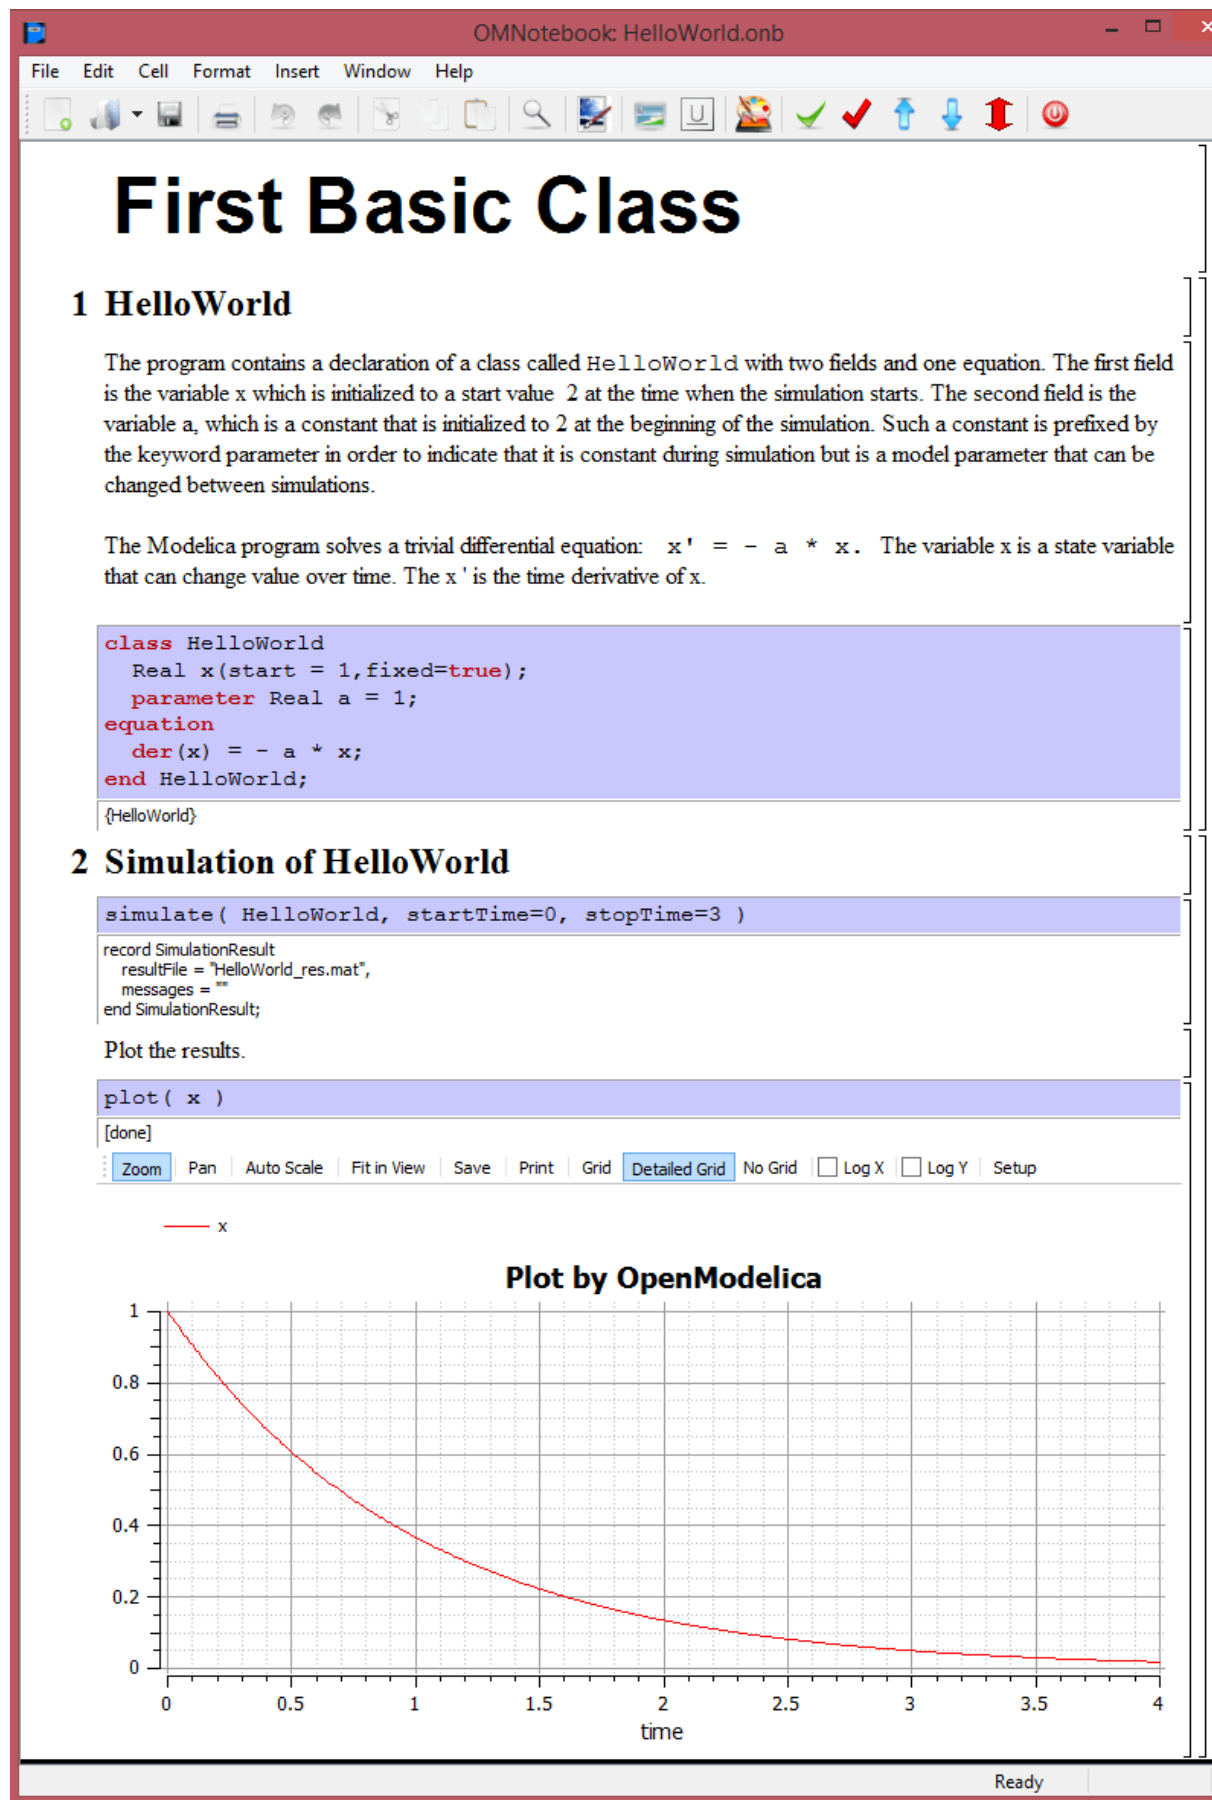 OMNotebook: HelloWorld.onb
File Edit Cell Format Insert Window Help
U
First Basic Class
1 HelloWorld
The program contains a declaration of a class called HelloWorld with two fields and one equation. The first field
is the variable x which is initialized to a start value 2 at the time when the simulation starts. The second field is the
variable a, which is a constant that is initialized to 2 at the beginning of the simulation. Such a constant is prefixed by
the keyword parameter in order to indicate that it is constant during simulation but is a model parameter that can be
changed between simulations.
The Modelica program solves a trivial differential equation: x' = - a * x. The variable x is a state variable
that can change value over time. The x ' is the time derivative of x.
class HelloWorld
Real x(start = 1,fixed=true);
parameter Real a = 1;
equation
der(x) = - a * x;
end HelloWorld;
{HelloWorld}
2 Simulation of HelloWorld
simulate( HelloWorld, startTime=0, stopTime=3 )
record SimulationResult
resultFile = "HelloWorld_res.mat",
messages = ""
end SimulationResult;
Plot the results.
plot( x )
[done]
Zoom Pan Auto Scale Fit in View Save Print Grid Detailed Grid No Grid Log X Log Y Setup
x
Plot by OpenModelica
1
0.8
0.6
0.4
0.2
0
0 0.5 1 1.5 2 2.5 3 3.5 4
time
Ready